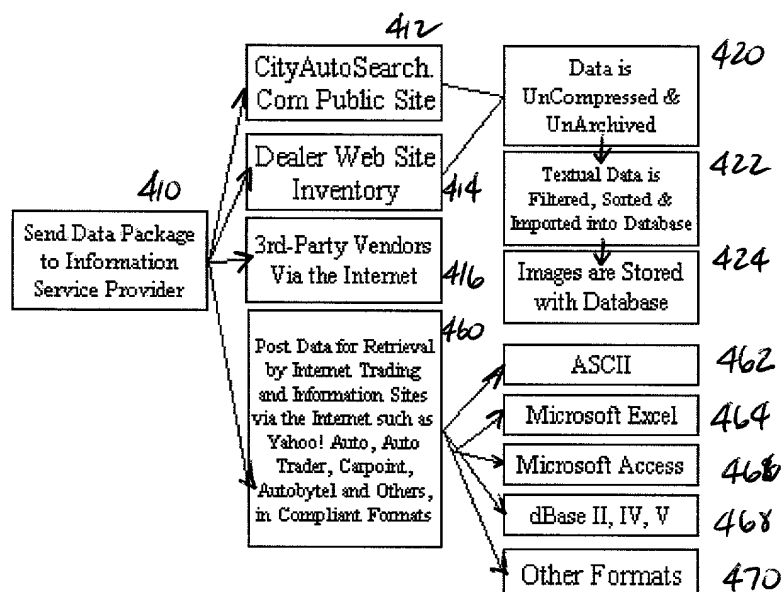 412
CityAutoSearch.
Com Public Site
420
Data is
UnCompressed &
UnArchived
410
Dealer Web Site
Inventory
414
422
Textual Data is
Filtered, Sorted &
Imported into Database
Send Data Package
to Information
Service Provider
3rd-Party Vendors
Via the Internet
416
424
Images are Stored
with Database
460
Post Data for Retrieval
by Internet Trading
and Information Sites
via the Internet such as
Yahoo! Auto, Auto
Trader, Carpoint,
Autobytel and Others,
in Compliant Formats
ASCII
462
Microsoft Excel
464
Microsoft Access
466
dBase II, IV, V
468
Other Formats
470